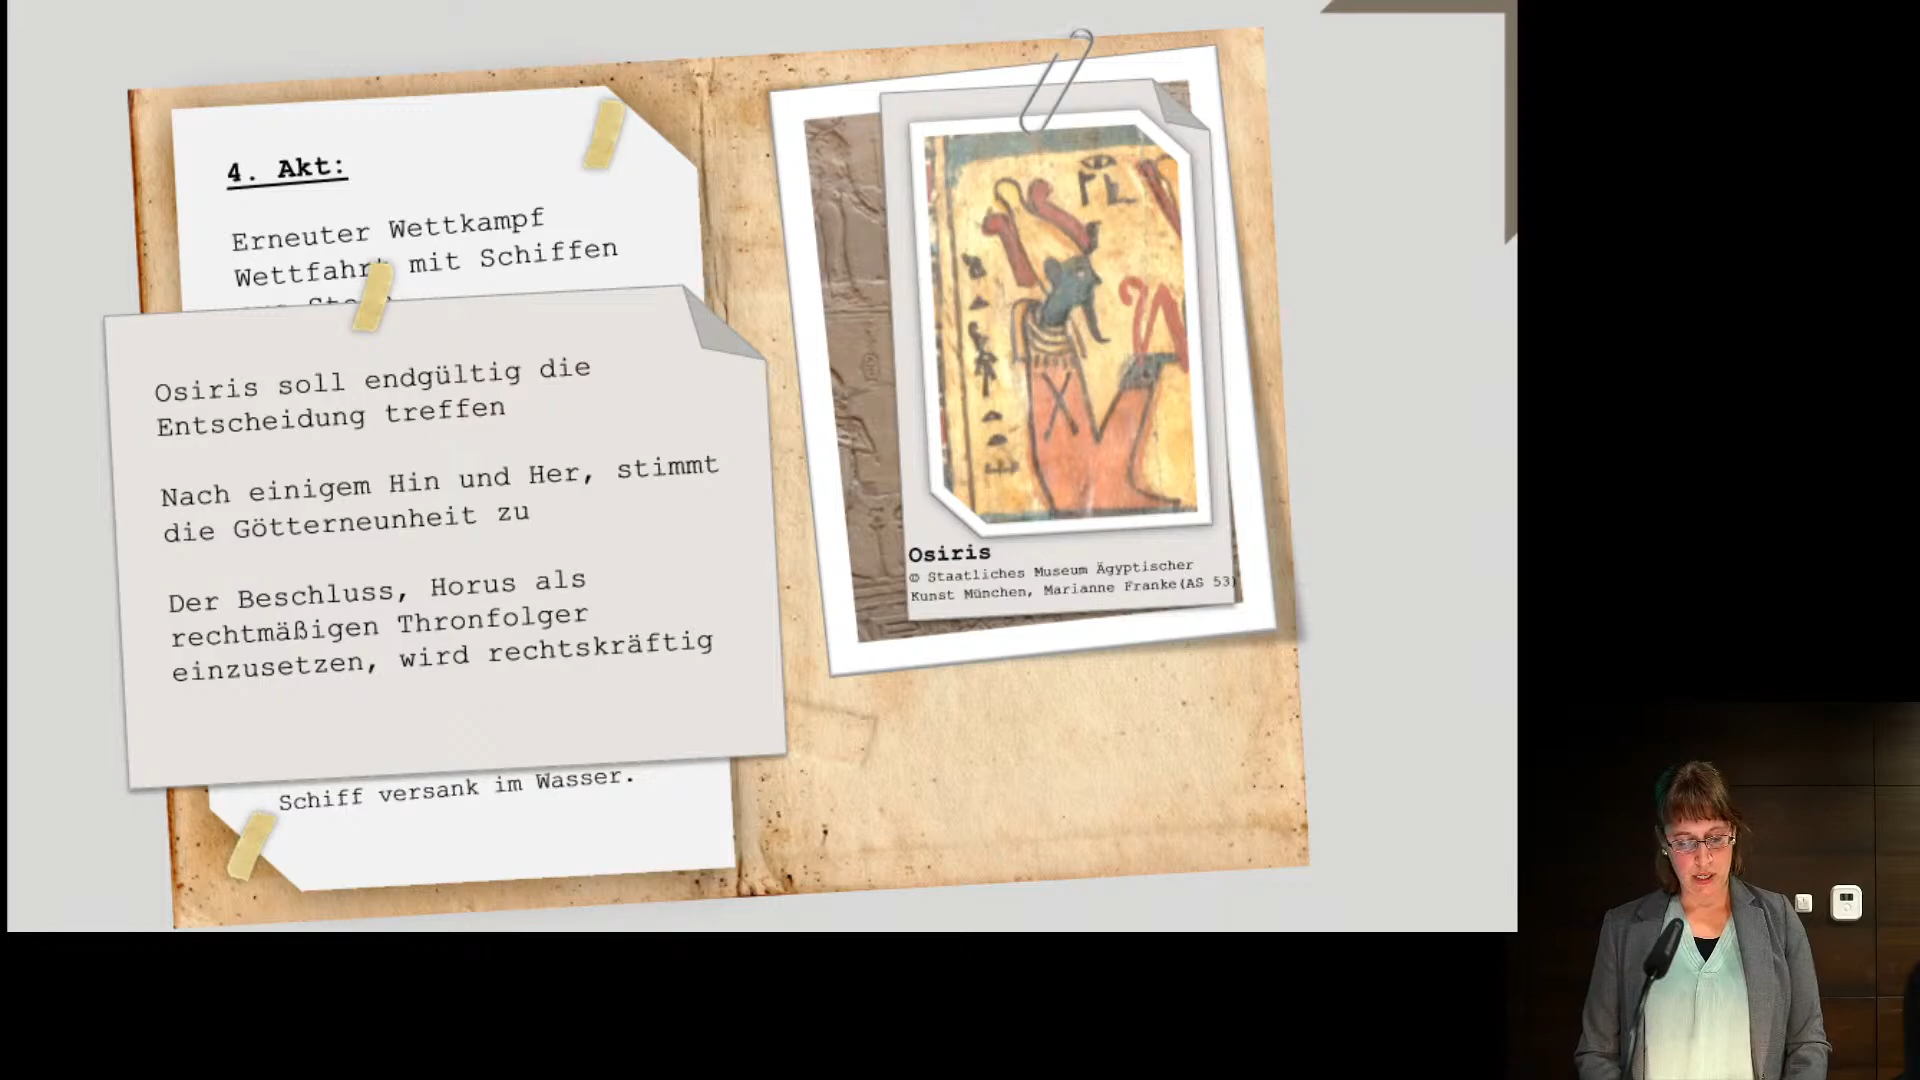 4. Akt:
Erneuter Wettkampf
Wettfahrt mit Schiffen
Osiris soll endgültig die
Entscheidung treffen
Nach einigem Hin und Her, stimmt
die Götterneunheit zu
Der Beschluss, Horus als
rechtmäßigen Thronfolger
einzusetzen, wird rechtskräftig
Schiff versank im Wasser.
Osiris
© Staatliches Museum Ägyptischer
Kunst München, Marianne Franke(AS 53)